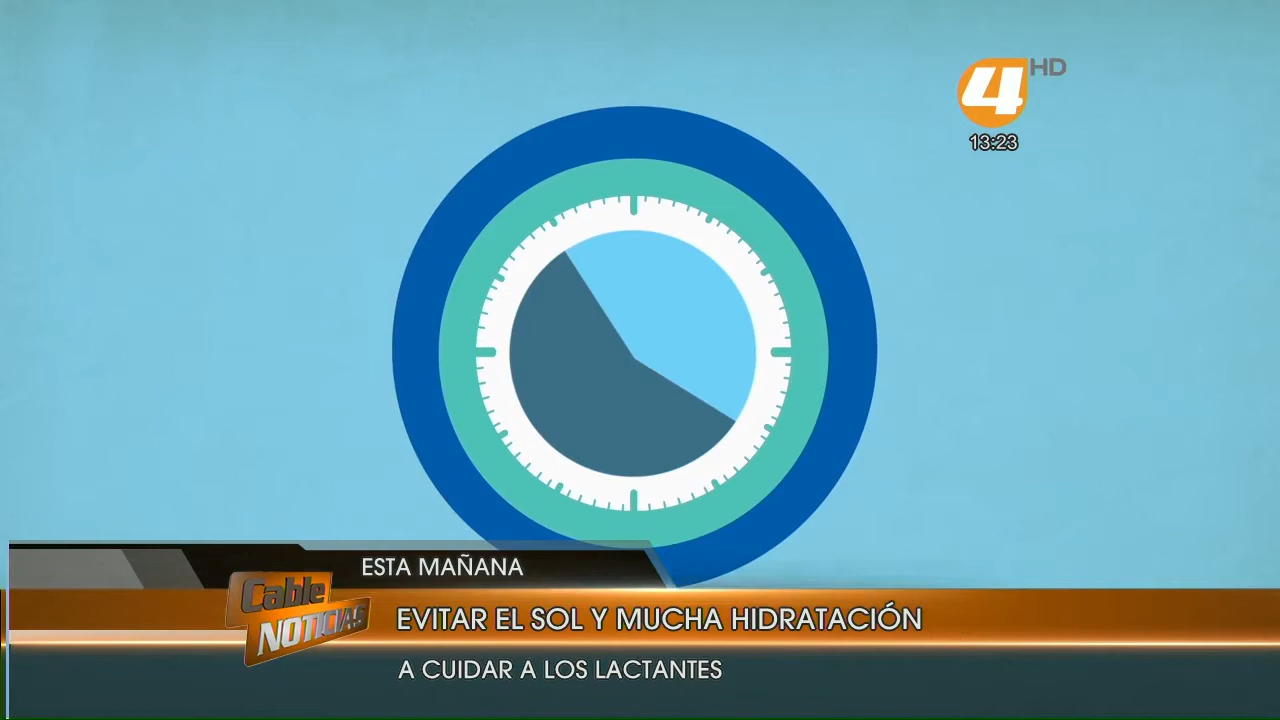 4 HD
13:23
ESTA MAÑANA
Cable
NOTICIAS
EVITAR EL SOL Y MUCHA HIDRATACIÓN
A CUIDAR A LOS LACTANTES